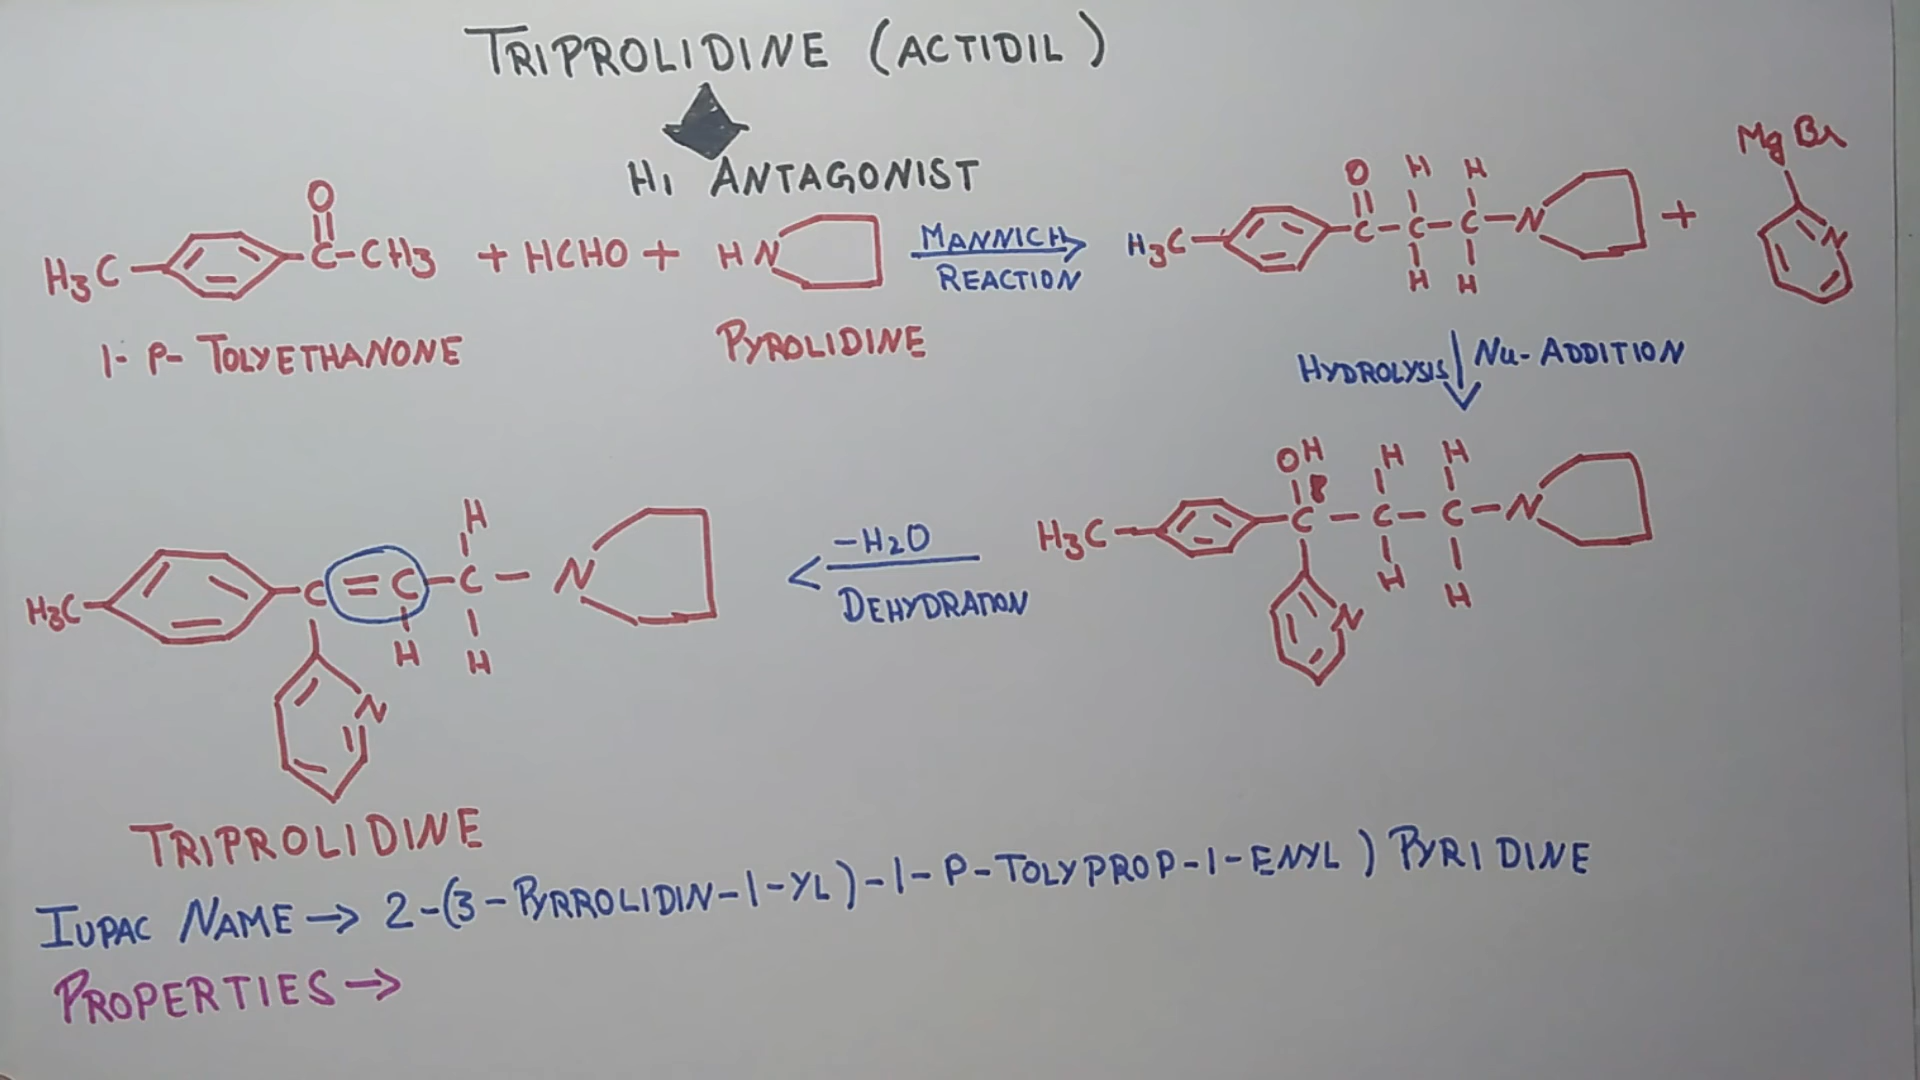 TRIPROLIDINE (ACTIDIL)
H1 ANTAGONIST
H3C O C-CH3 + HCHO + HN MANNICH REACTION H3C O C H H C H H C N + MgBr N
1- P- TOLYETHANONE
PYROLIDINE
HYDROLYSIS NU-ADDITION
H3C OH C H H C H H C N N
-H2O
DEHYDRATION
H3C C = C H H C H N N
TRIPROLIDINE
IUPAC NAME → 2-(3-PYRROLIDIN-1-YL)-1-P-TOLYPROP-1-ENYL) PYRIDINE
PROPERTIES →